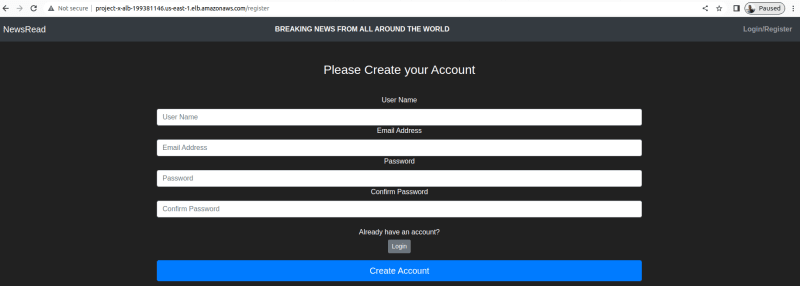 Not secure | project-x-alb-199381146.us-east-1.elb.amazonaws.com/register Paused
NewsRead BREAKING NEWS FROM ALL AROUND THE WORLD Login/Register
Please Create your Account
User Name
User Name
Email Address
Email Address
Password
Password
Confirm Password
Confirm Password
Already have an account?
Login
Create Account